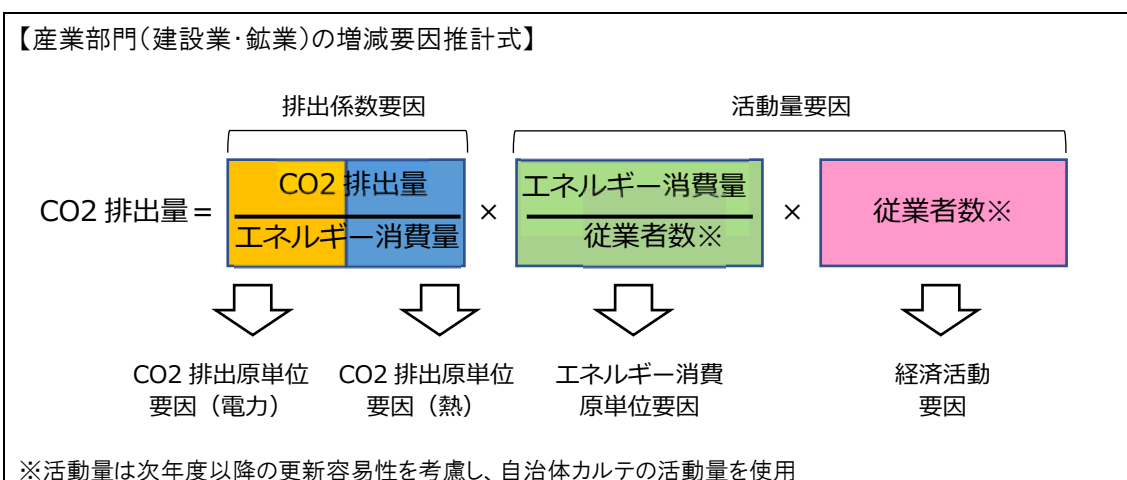 【産業部門（建設業・鉱業）の増減要因推計式】
排出係数要因
活動量要因
CO2 排出量＝
CO2 排出量
エネルギー消費量
×
エネルギー消費量
従業者数※
×
従業者数※
CO2 排出原単位
要因（電力）
CO2 排出原単位
要因（熱）
エネルギー消費
原単位要因
経済活動
要因
※活動量は次年度以降の更新容易性を考慮し、自治体カルテの活動量を使用